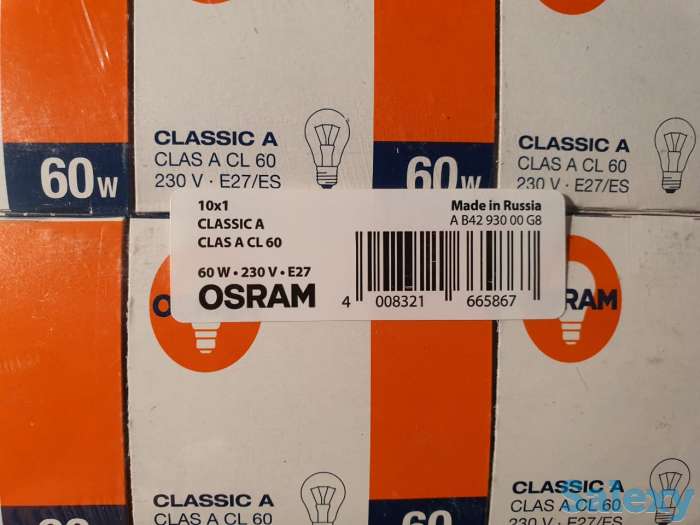 CLASSIC A
CLAS A CL 60
230 V · E27/ES
60W
CLASSIC A
CLAS A CL 60
230 V · E27/ES
60W
10x1
CLASSIC A
CLAS A CL 60
60 W • 230 V • E27
OSRAM
Made in Russia
A B42 930 00 G8
4 008321 665867
RAM
CLASSIC A
CLAS A CL 60
CLASSIC A
CLAS A CL 60
Salexy